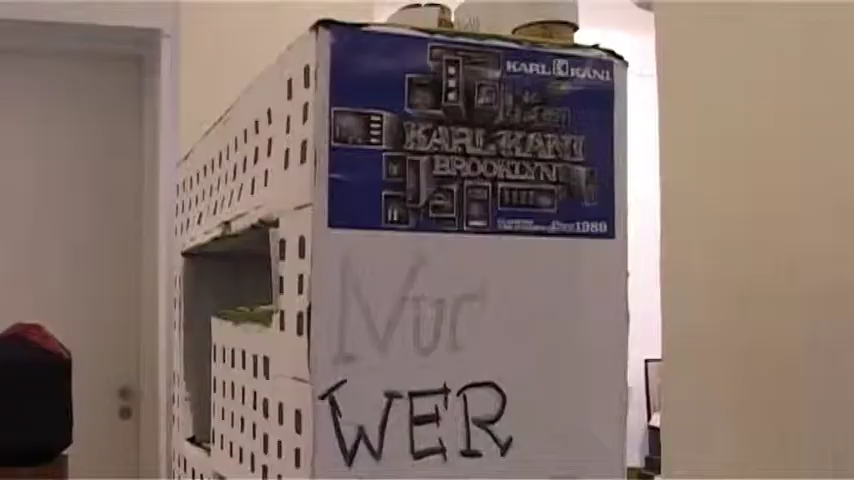 KARL KANI
KARL KANI
BROOKLYN
Since 1989
Nur
WER